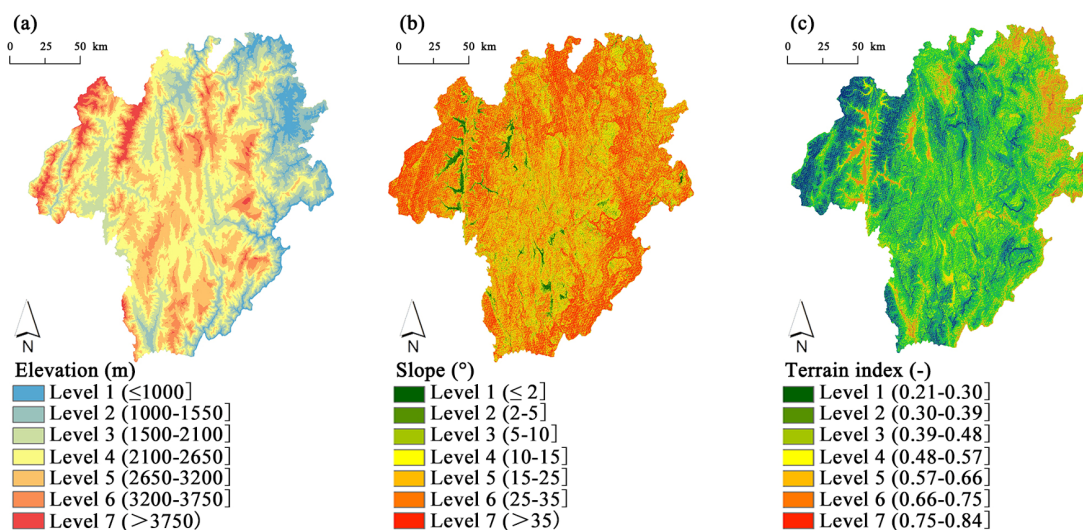 (a)
0 25 50 km
N
Elevation (m)
Level 1 (≤1000]
Level 2 (1000-1550]
Level 3 (1500-2100]
Level 4 (2100-2650]
Level 5 (2650-3200]
Level 6 (3200-3750]
Level 7 (>3750)
(b)
0 25 50 km
N
Slope (°)
Level 1 (≤ 2]
Level 2 (2-5]
Level 3 (5-10]
Level 4 (10-15]
Level 5 (15-25]
Level 6 (25-35]
Level 7 (>35)
(c)
0 25 50 km
N
Terrain index (-)
Level 1 (0.21-0.30]
Level 2 (0.30-0.39]
Level 3 (0.39-0.48]
Level 4 (0.48-0.57]
Level 5 (0.57-0.66]
Level 6 (0.66-0.75]
Level 7 (0.75-0.84]